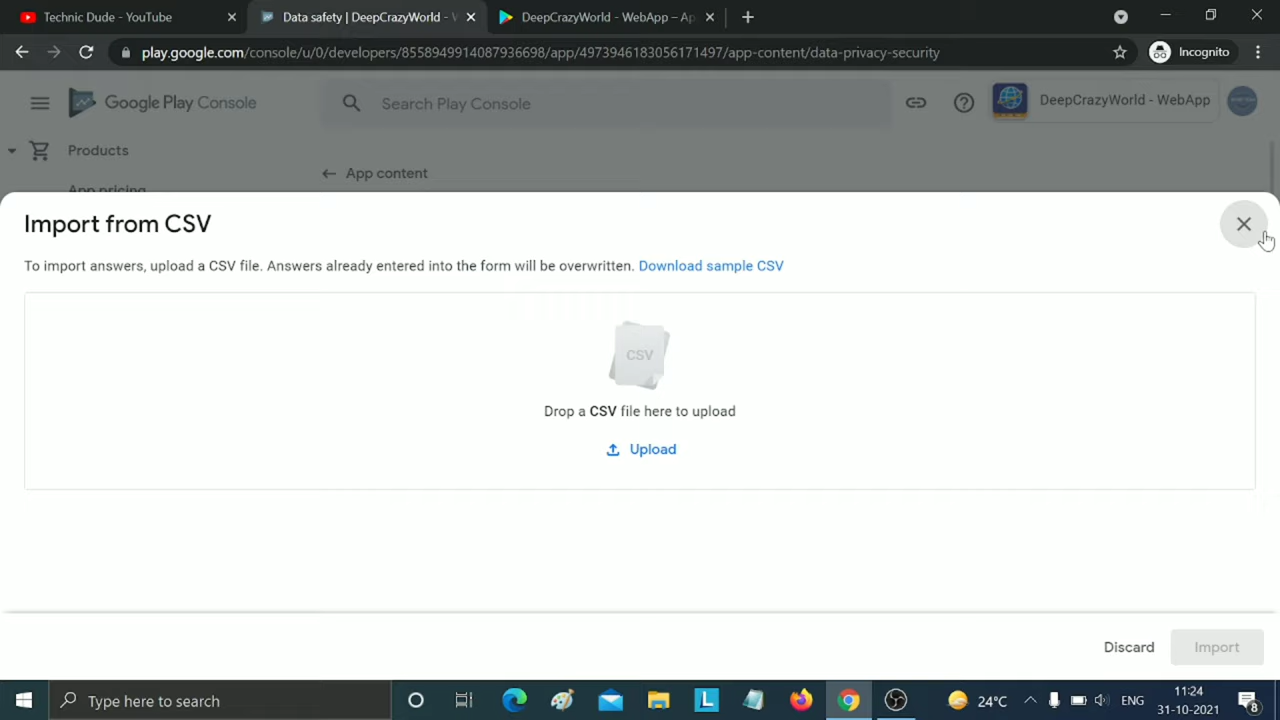 Technic Dude - YouTube
Data safety | DeepCrazyWorld -
DeepCrazyWorld - WebApp – Ap
play.google.com/console/u/0/developers/8558949914087936698/app/4973946183056171497/app-content/data-privacy-security
Incognito
Google Play Console
Search Play Console
DeepCrazyWorld - WebApp
Products
App content
App pricing
Import from CSV
To import answers, upload a CSV file. Answers already entered into the form will be overwritten. Download sample CSV
CSV
Drop a CSV file here to upload
Upload
Discard
Import
Type here to search
L
24°C
ENG
11:24
31-10-2021
8